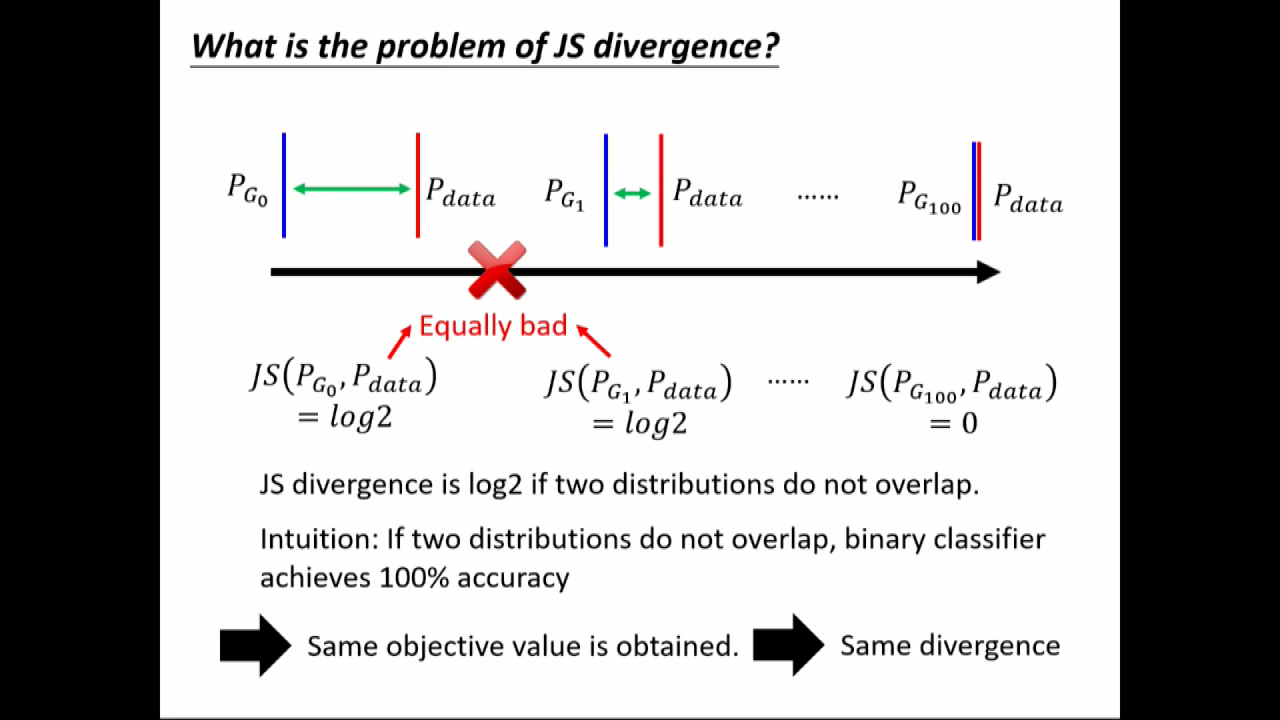 What is the problem of JS divergence?
P_{G_0} P_{data} P_{G_1} P_{data} ...... P_{G_{100}} P_{data}
Equally bad
JS(P_{G_0}, P_{data}) JS(P_{G_1}, P_{data}) ...... JS(P_{G_{100}}, P_{data})
= log2 = log2 = 0
JS divergence is log2 if two distributions do not overlap.
Intuition: If two distributions do not overlap, binary classifier
achieves 100% accuracy
Same objective value is obtained. Same divergence